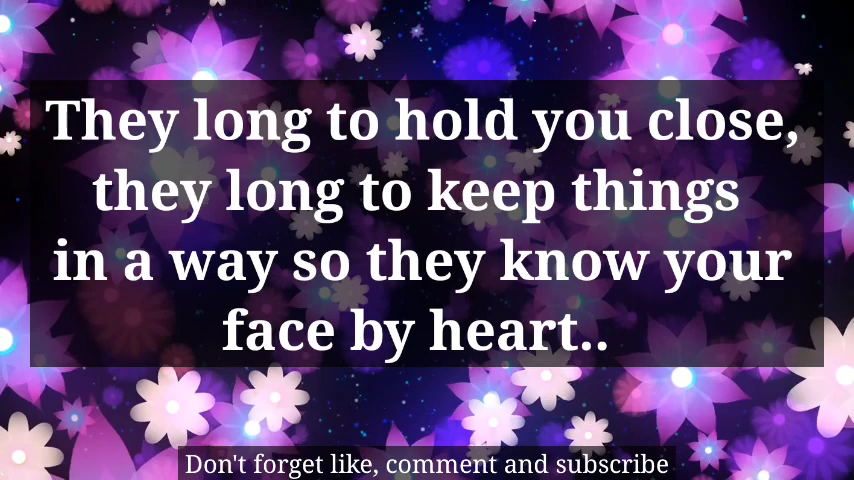 They long to hold you close,
they long to keep things
in a way so they know your
face by heart..
Don't forget like, comment and subscribe